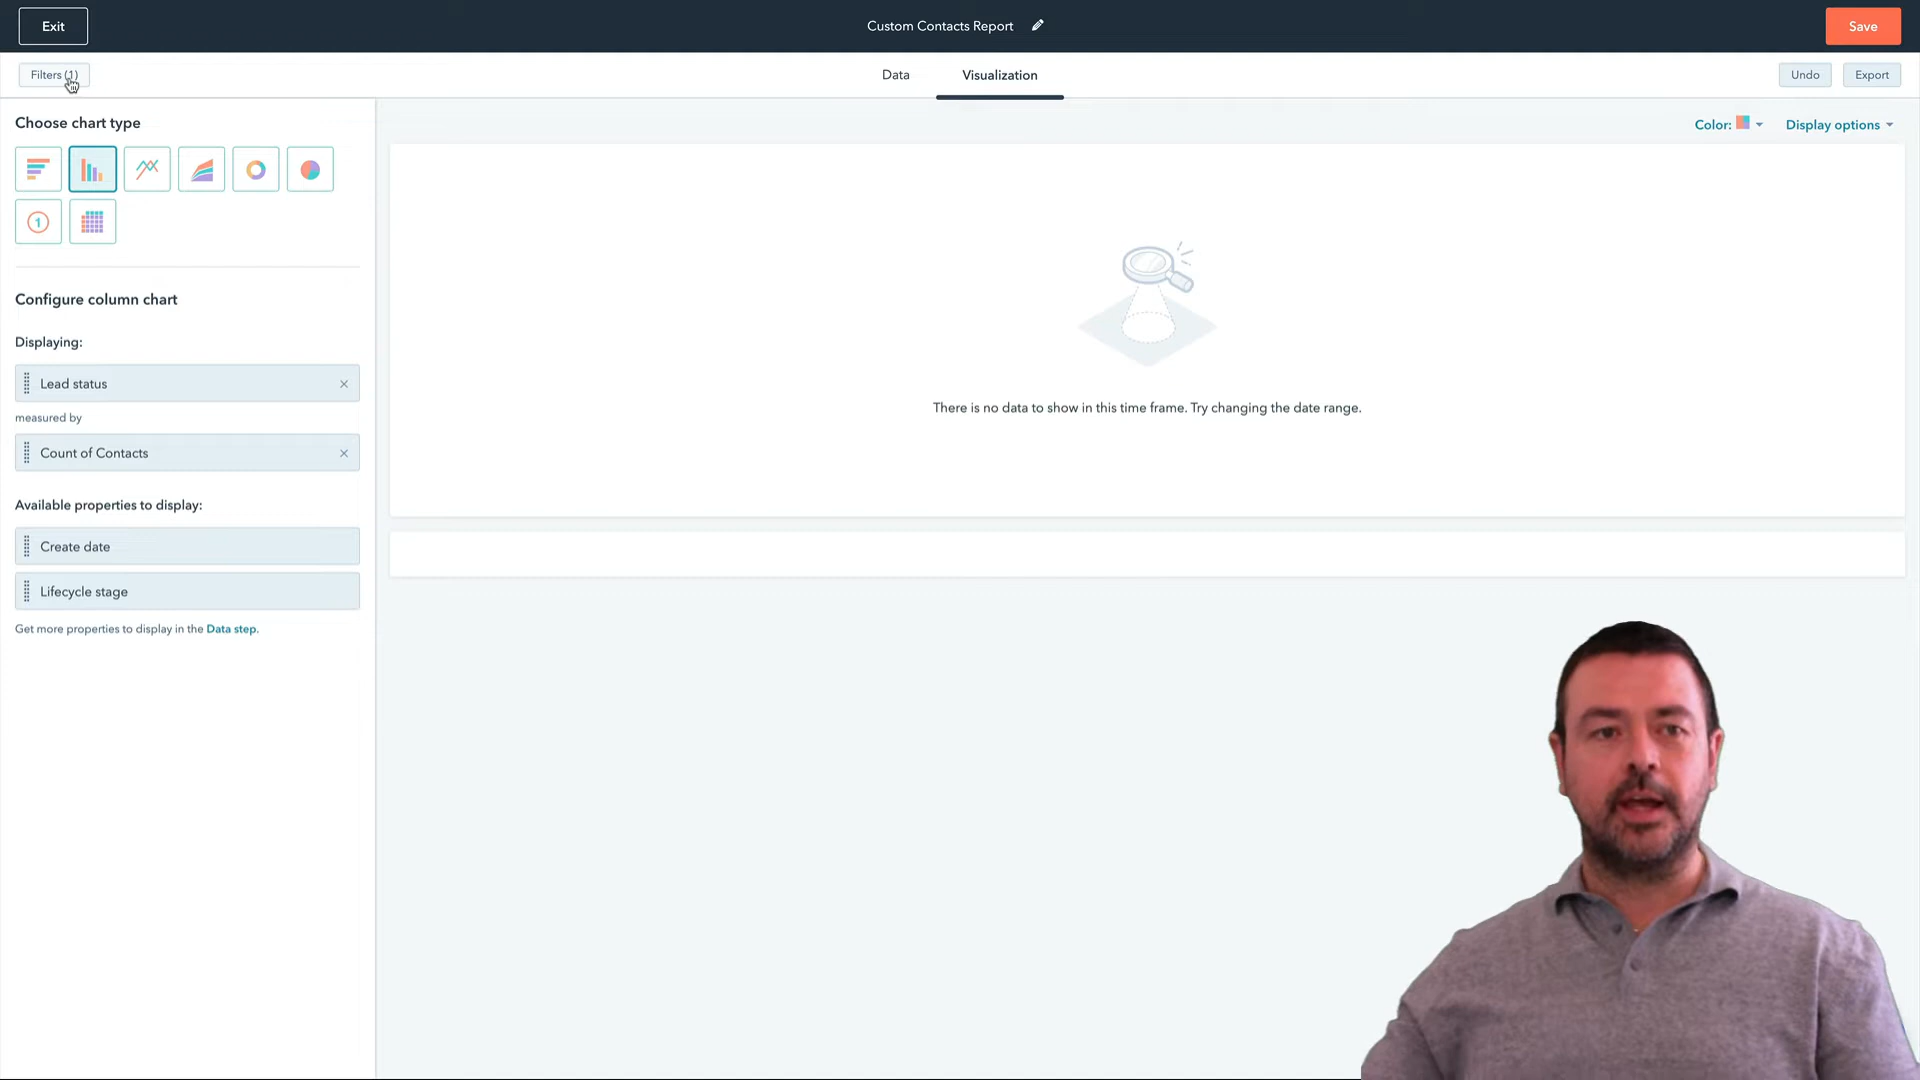 Exit
Custom Contacts Report
Save
Filters (1)
Data
Visualization
Undo
Export
Choose chart type
Color:
Display options
1
Configure column chart
Displaying:
Lead status
measured by
Count of Contacts
There is no data to show in this time frame. Try changing the date range.
Available properties to display:
Create date
Lifecycle stage
Get more properties to display in the Data step.